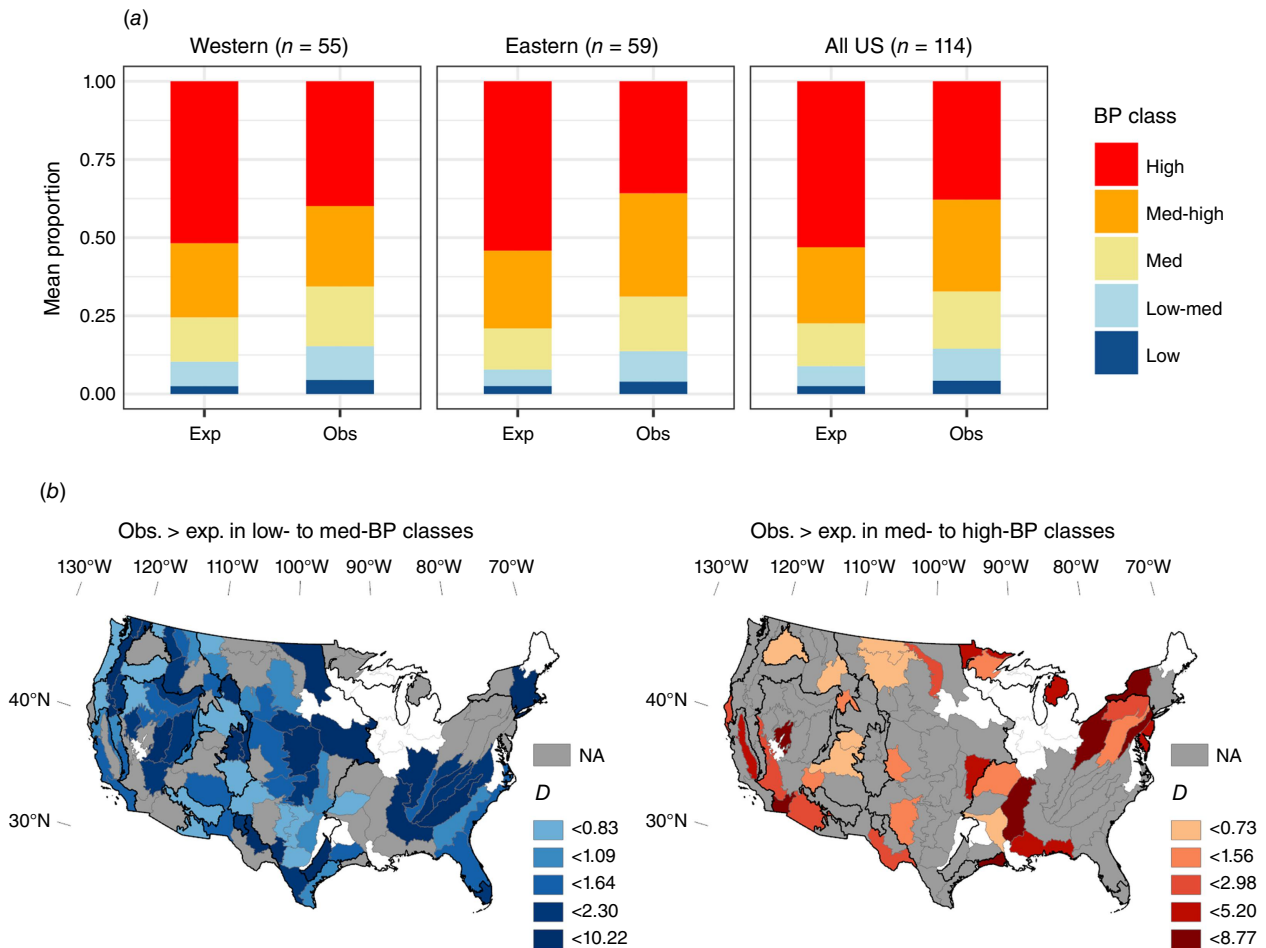 (a)
Western (n = 55)
Eastern (n = 59)
All US (n = 114)
Mean proportion
1.00
0.75
0.50
0.25
0.00
Exp
Obs
Exp
Obs
Exp
Obs
BP class
High
Med-high
Med
Low-med
Low
(b)
Obs. > exp. in low- to med-BP classes
130°W 120°W 110°W 100°W 90°W 80°W 70°W
40°N
30°N
NA
D
<0.83
<1.09
<1.64
<2.30
<10.22
Obs. > exp. in med- to high-BP classes
130°W 120°W 110°W 100°W 90°W 80°W 70°W
40°N
30°N
NA
D
<0.73
<1.56
<2.98
<5.20
<8.77